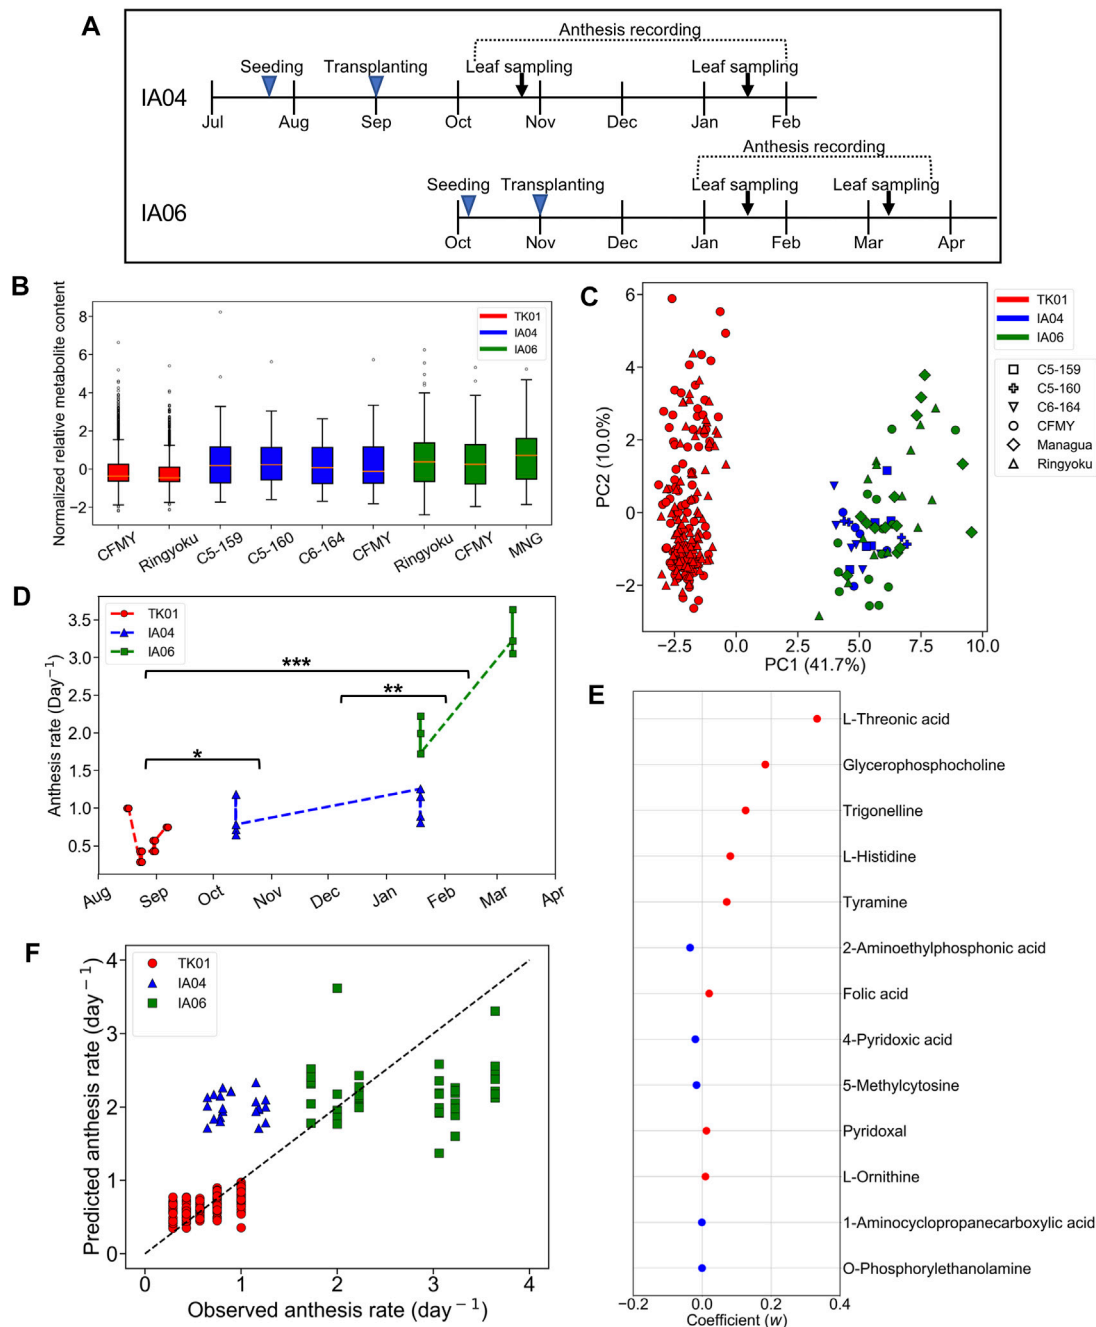 A
Anthesis recording
Seeding Transplanting Leaf sampling Leaf sampling
IA04
Jul Aug Sep Oct Nov Dec Jan Feb
Anthesis recording
Seeding Transplanting Leaf sampling Leaf sampling
IA06
Oct Nov Dec Jan Feb Mar Apr
B
Normalized relative metabolite content
8
6
4
2
0
−2
TK01
IA04
IA06
CFMY Ringyoku C5-159 C5-160 C6-164 CFMY Ringyoku CFMY MNG
C
PC2 (10.0%)
6
4
2
0
−2
−2.5 0.0 2.5 5.0 7.5 10.0
PC1 (41.7%)
TK01
IA04
IA06
C5-159
C5-160
C6-164
CFMY
Managua
Ringyoku
D
Anthesis rate (Day−1)
3.5
3.0
2.5
2.0
1.5
1.0
0.5
TK01
IA04
IA06
***
**
*
Aug Sep Oct Nov Dec Jan Feb Mar Apr
E
L-Threonic acid
Glycerophosphocholine
Trigonelline
L-Histidine
Tyramine
2-Aminoethylphosphonic acid
Folic acid
4-Pyridoxic acid
5-Methylcytosine
Pyridoxal
L-Ornithine
1-Aminocyclopropanecarboxylic acid
O-Phosphorylethanolamine
−0.2 0.0 0.2 0.4
Coefficient (w)
F
Predicted anthesis rate (day−1)
4
3
2
1
0
TK01
IA04
IA06
0 1 2 3 4
Observed anthesis rate (day−1)